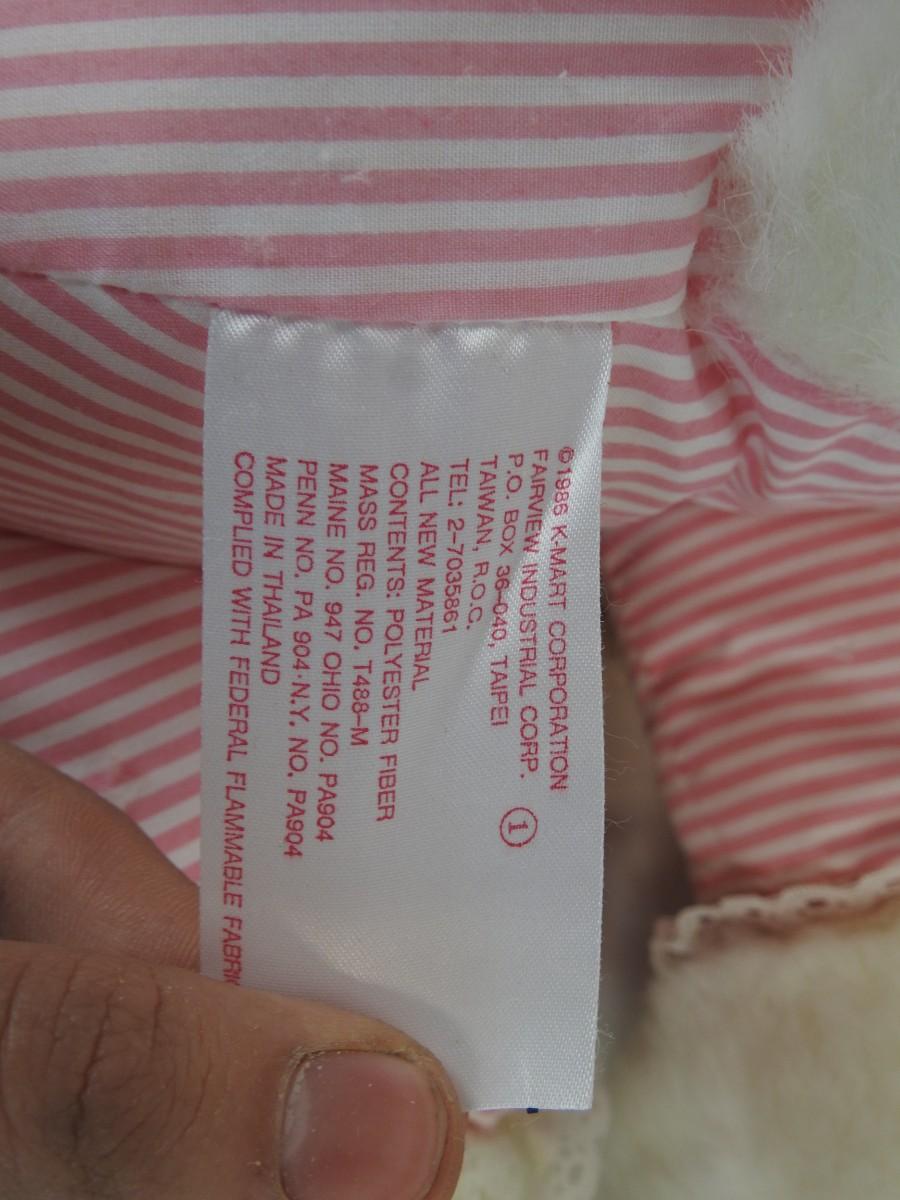 ©1986 K-MART CORPORATION
FAIRVIEW INDUSTRIAL CORP. 1
P.O. BOX 36-040, TAIPEI
TAIWAN, R.O.C.
TEL: 2-7035861
ALL NEW MATERIAL
CONTENTS: POLYESTER FIBER
MASS REG. NO. T488-M
MAINE NO. 947 OHIO NO. PA904
PENN NO. PA 904·N.Y. NO. PA904
MADE IN THAILAND
COMPLIED WITH FEDERAL FLAMMABLE